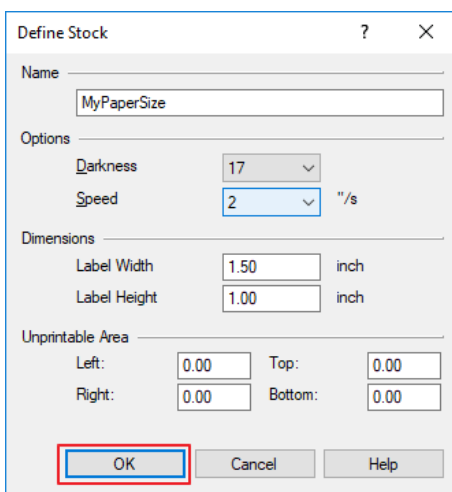 Define Stock ? X
Name
MyPaperSize
Options
Darkness 17
Speed 2 "/s
Dimensions
Label Width 1.50 inch
Label Height 1.00 inch
Unprintable Area
Left: 0.00 Top: 0.00
Right: 0.00 Bottom: 0.00
OK Cancel Help